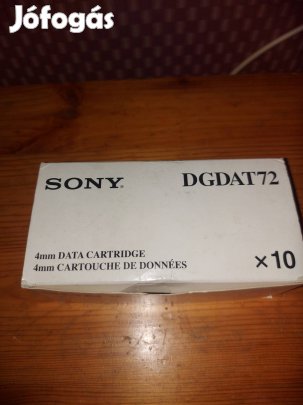 Jófogás
SONY. DGDAT72
4mm DATA CARTRIDGE
4mm CARTOUCHE DE DONNÉES ×10